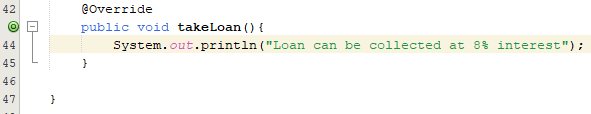 42 @Override
public void takeLoan(){
44 System.out.println("Loan can be collected at 8% interest");
45 }
46
47 }
48